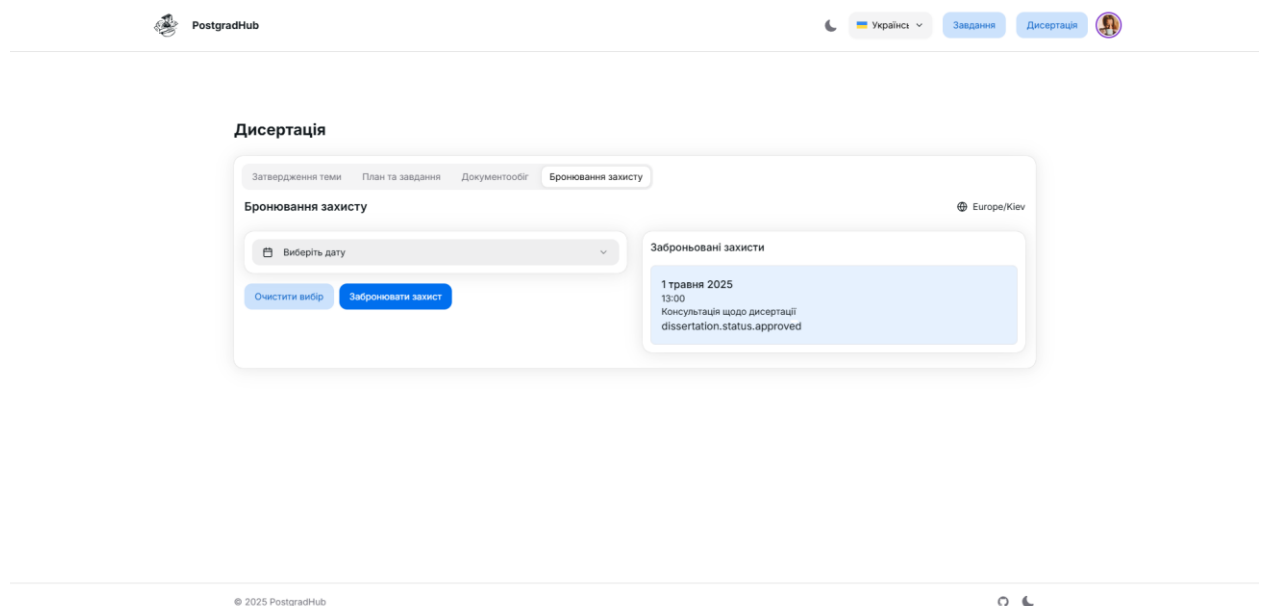 PostgradHub
Українсь
Завдання
Дисертація
Дисертація
Затвердження теми
План та завдання
Документообіг
Бронювання захисту
Бронювання захисту
Europe/Kiev
Виберіть дату
Очистити вибір
Забронювати захист
Заброньовані захисти
1 травня 2025
13:00
Консультація щодо дисертації
dissertation.status.approved
© 2025 PostgradHub